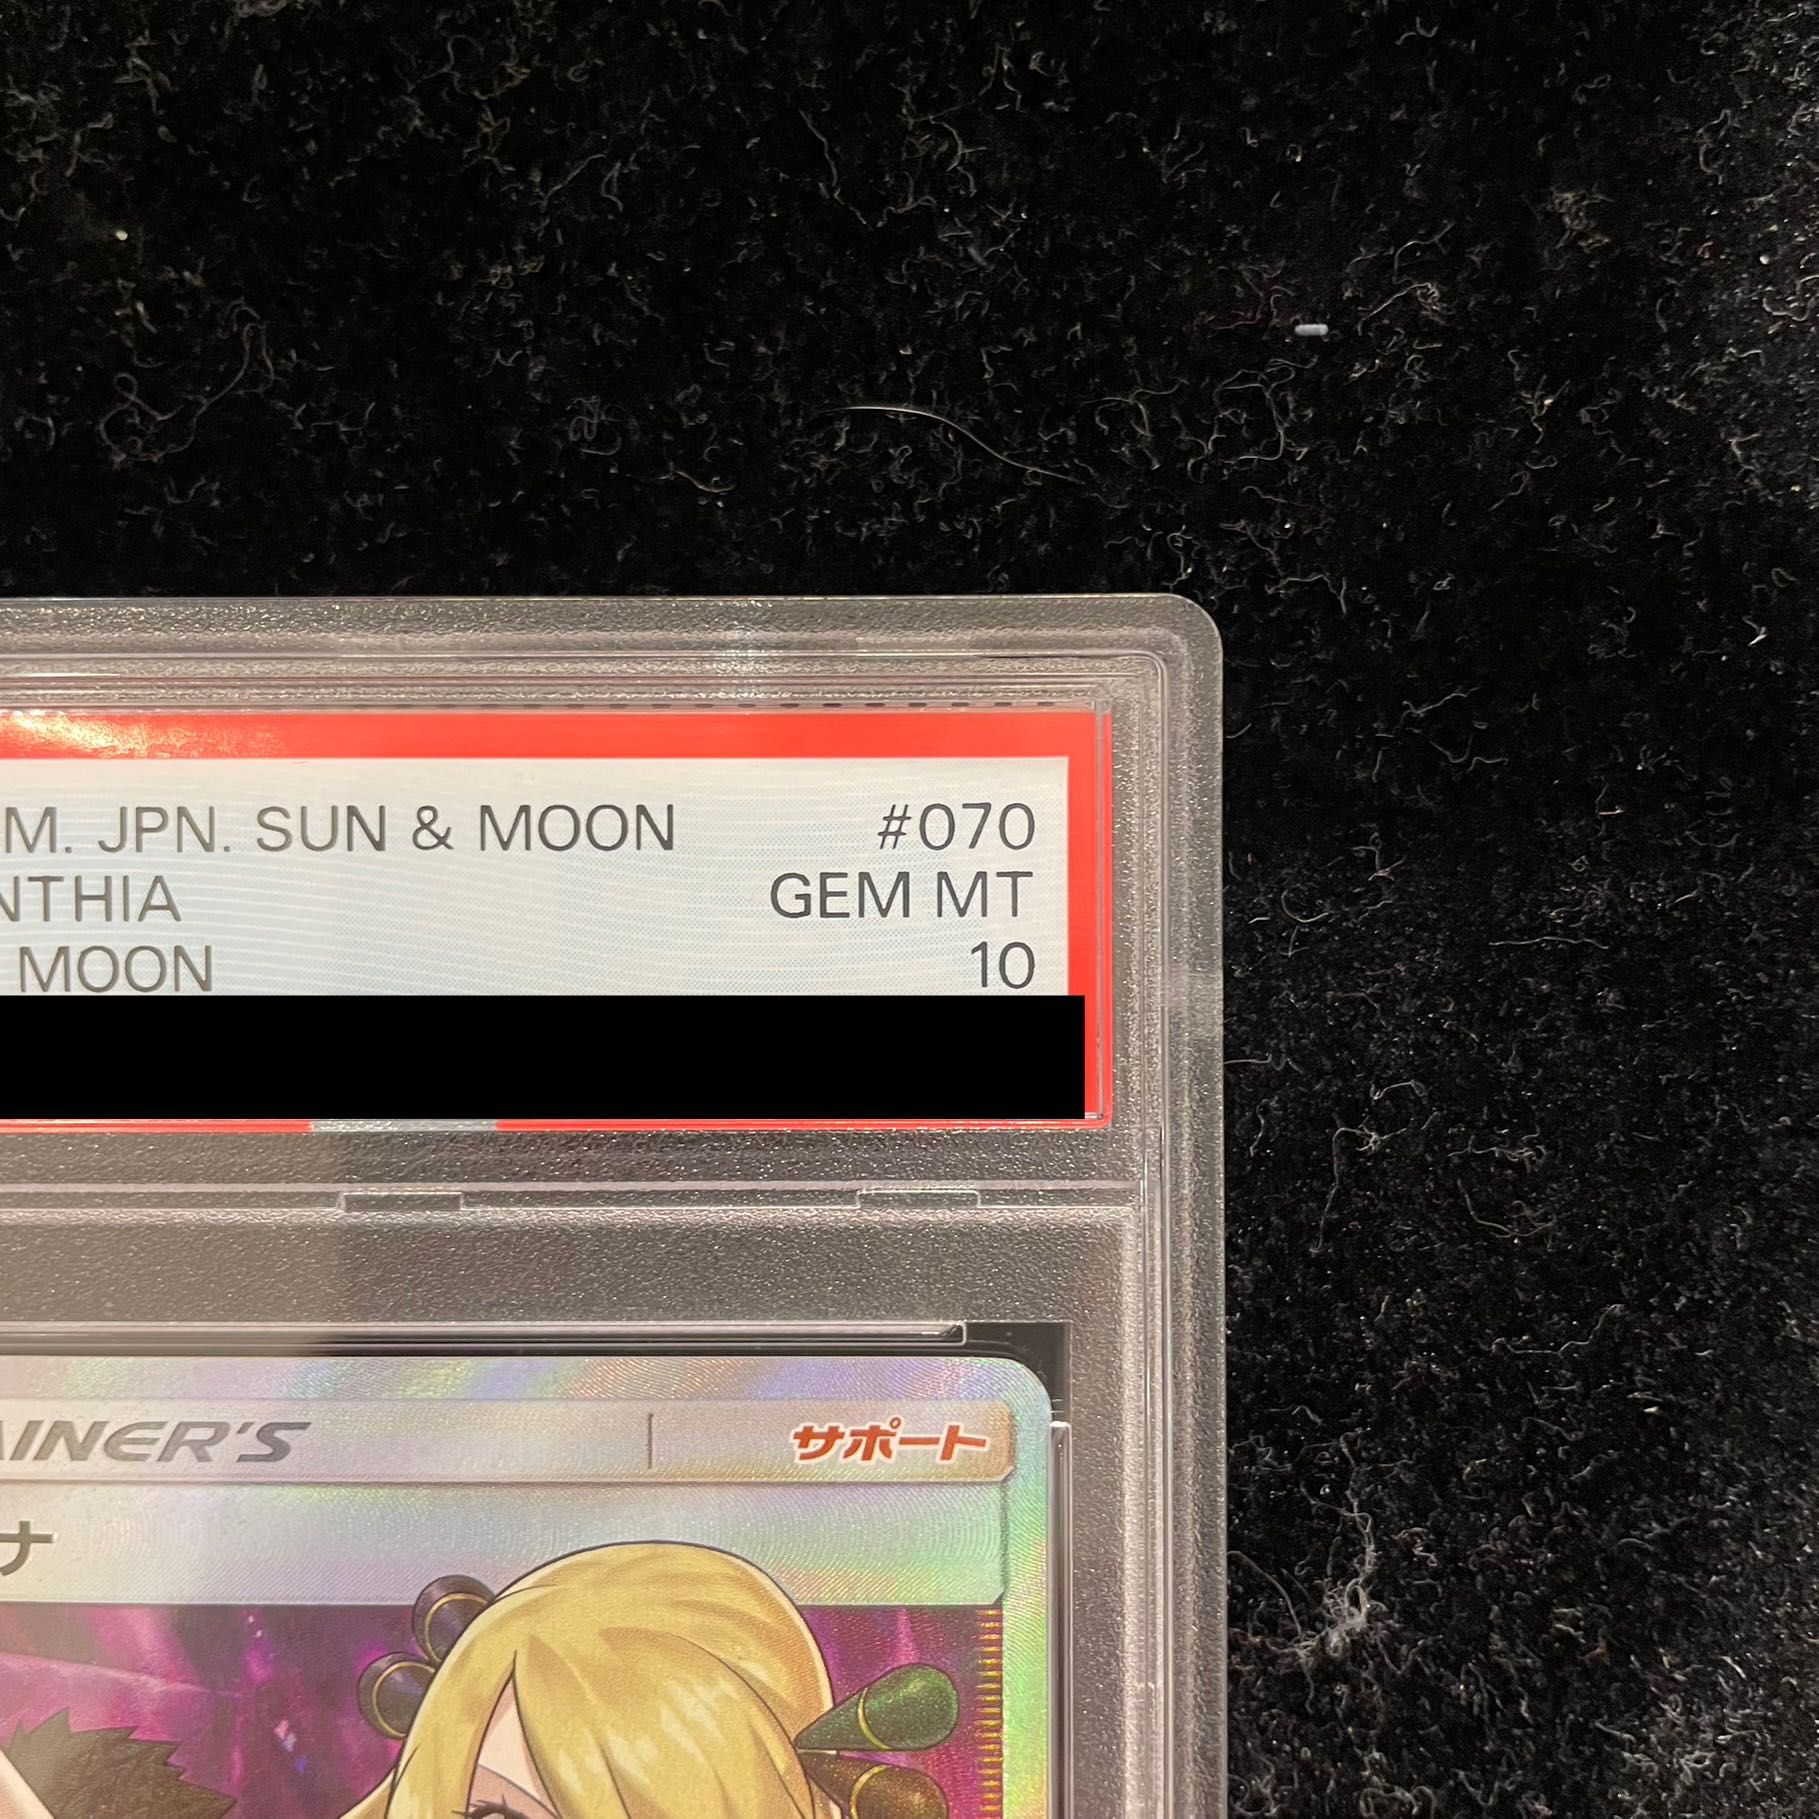 M. JPN. SUN & MOON #070
NTHIA GEM MT
MOON 10
AINER'S サポート
ナ